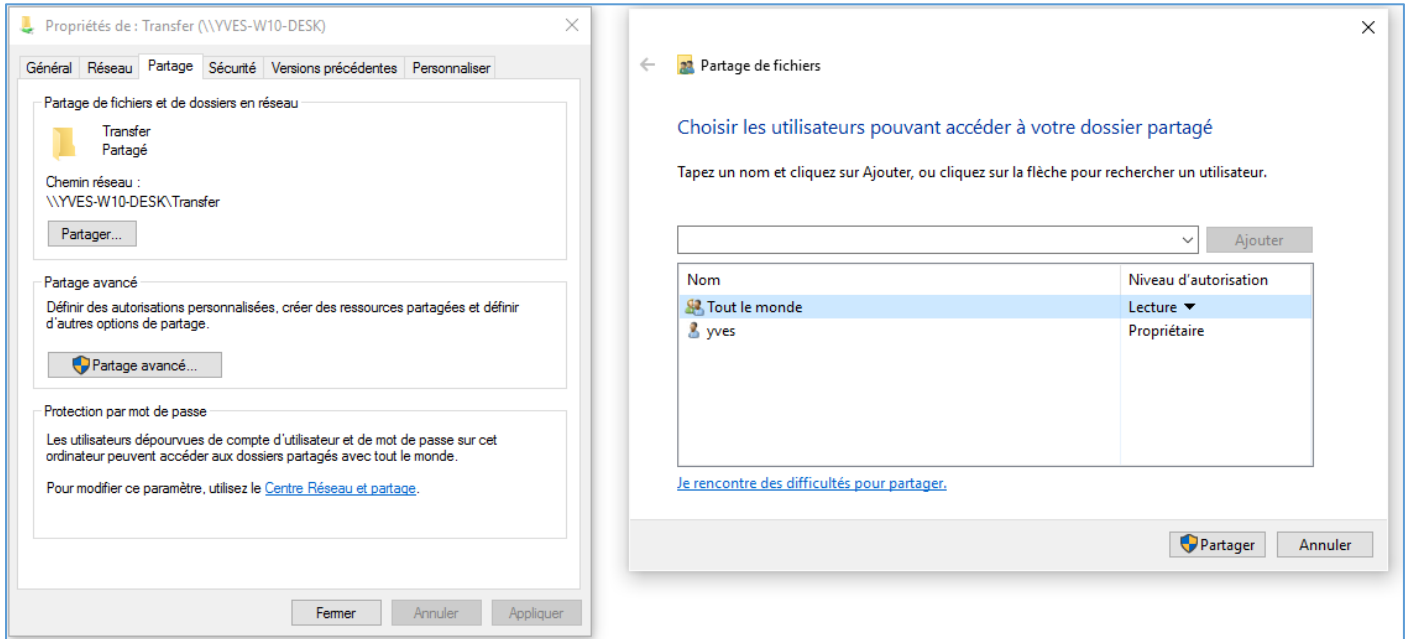 Propriétés de : Transfer (\\YVES-W10-DESK)
Général Réseau Partage Sécurité Versions précédentes Personnaliser
Partage de fichiers et de dossiers en réseau
Transfer
Partagé
Chemin réseau :
\\YVES-W10-DESK\Transfer
Partager...
Partage avancé
Définir des autorisations personnalisées, créer des ressources partagées et définir
d'autres options de partage.
Partage avancé...
Protection par mot de passe
Les utilisateurs dépourvues de compte d'utilisateur et de mot de passe sur cet
ordinateur peuvent accéder aux dossiers partagés avec tout le monde.
Pour modifier ce paramètre, utilisez le Centre Réseau et partage.
Fermer Annuler Appliquer
Partage de fichiers
Choisir les utilisateurs pouvant accéder à votre dossier partagé
Tapez un nom et cliquez sur Ajouter, ou cliquez sur la flèche pour rechercher un utilisateur.
Ajouter
Nom Niveau d'autorisation
Tout le monde Lecture
yves Propriétaire
Je rencontre des difficultés pour partager.
Partager Annuler